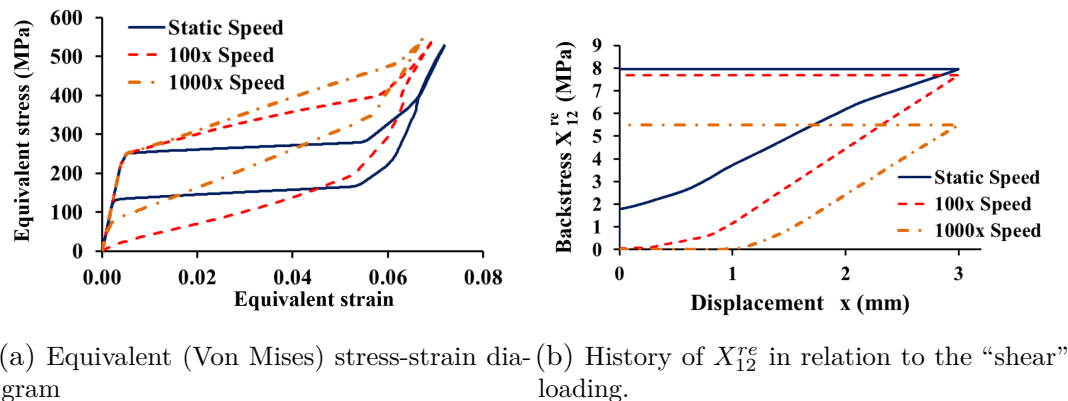 (a)
Equivalent stress (MPa)
600
500
400
300
200
100
0
Static Speed
100x Speed
1000x Speed
0.00
0.02
0.04
0.06
0.08
Equivalent strain
(b)
Backstress X₁₂ʳᵉ (MPa)
9
8
7
6
5
4
3
2
1
0
Static Speed
100x Speed
1000x Speed
0
1
2
3
Displacement x (mm)
(a) Equivalent (Von Mises) stress-strain dia-
gram
(b) History of X₁₂ʳᵉ in relation to the “shear”
loading.